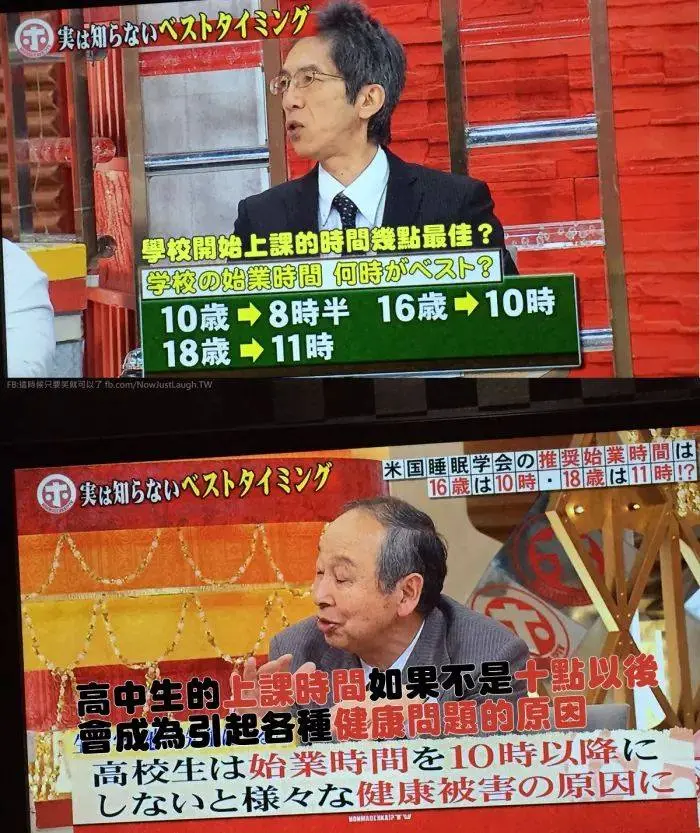 ホ
実は知らないベストタイミング
學校開始上課的時間幾點最佳？
学校の始業時間 何時がベスト？
10歳➡8時半 16歳➡10時
18歳➡11時
FB:這時候只要笑就可以了 fb.com/NowJustLaugh.TW
ホ
実は知らないベストタイミング
米国睡眠学会の推奨始業時間は
16歳は10時・18歳は11時!?
ホ
高中生的上課時間如果不是十點以後
會成為引起各種健康問題的原因
高校生は始業時間を10時以降に
しないと様々な健康被害の原因に
HONMADEKKA!?TV